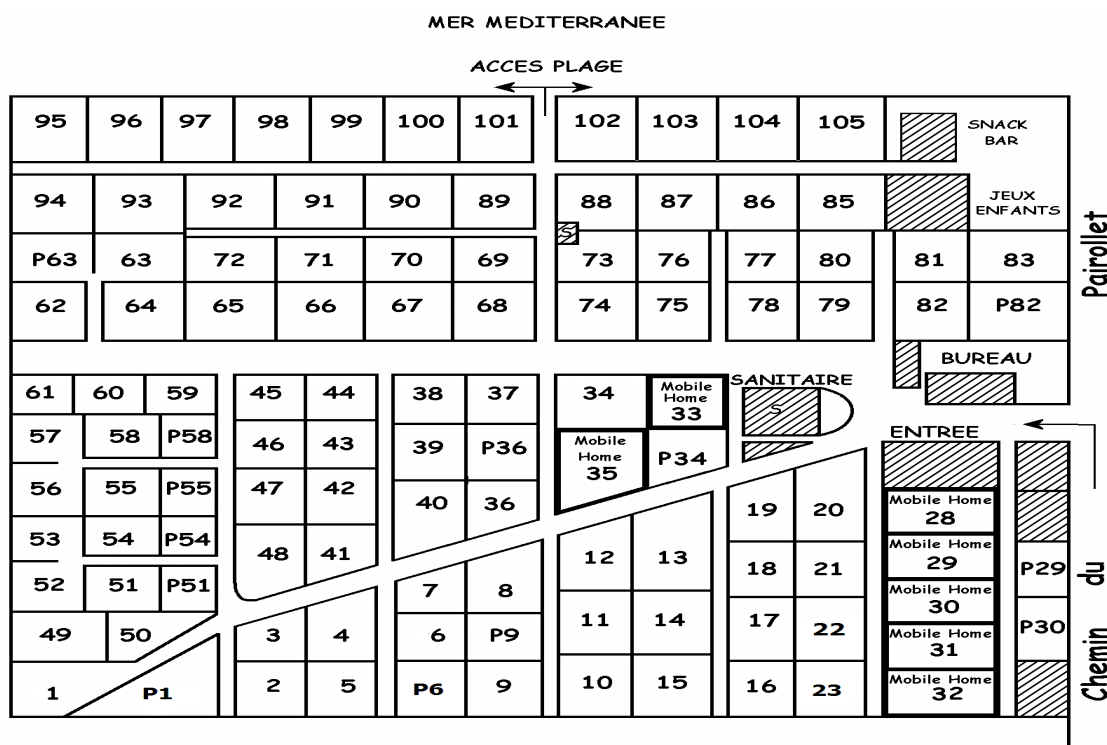 MER MEDITERRANEE
ACCES PLAGE
95 96 97 98 99 100 101 102 103 104 105
SNACK
BAR
94 93 92 91 90 89 88 87 86 85
JEUX
ENFANTS
S
P63 63 72 71 70 69 73 76 77 80 81 83
62 64 65 66 67 68 74 75 78 79 82 P82
BUREAU
SANITAIRE
61 60 59 45 44 38 37 34
Mobile
Home
33
S
ENTREE
57 58 P58 46 43 39 P36
Mobile
Home
35
P34
56 55 P55 47 42 40 36 19 20
Mobile Home
28
53 54 P54 48 41 12 13 18 21
Mobile Home
29
P29
52 51 P51 7 8
Mobile Home
30
49 50 3 4 6 P9 11 14 17 22
P30
Mobile Home
31
1 P1 2 5 P6 9 10 15 16 23
Mobile Home
32
Chemin du Pairollet